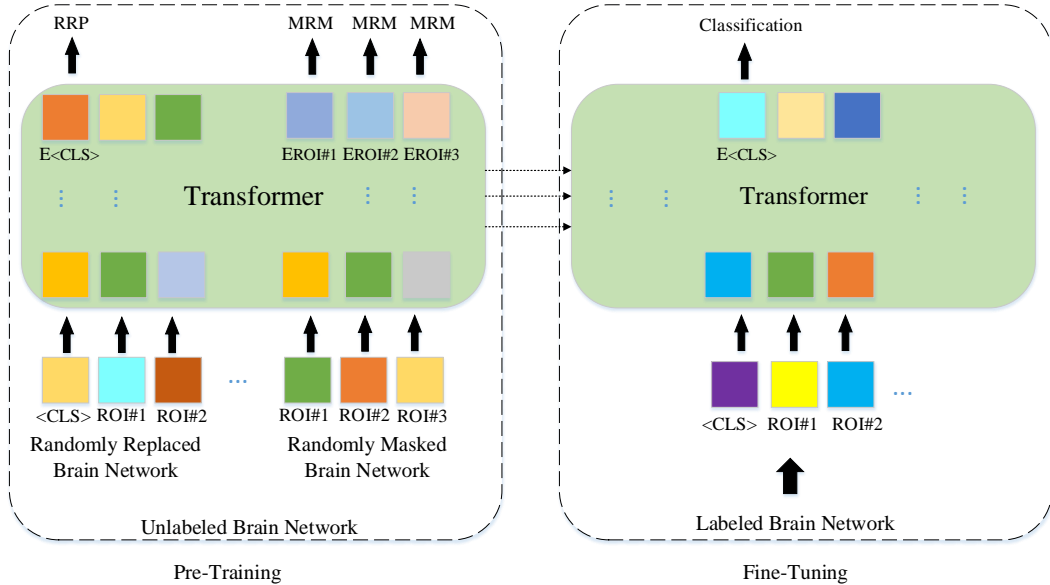 RRP
MRM
MRM
MRM
E<CLS>
EROI#1
EROI#2
EROI#3
Transformer
<CLS>
ROI#1
ROI#2
...
ROI#1
ROI#2
ROI#3
Randomly Replaced
Brain Network
Randomly Masked
Brain Network
Unlabeled Brain Network
Pre-Training
Classification
E<CLS>
Transformer
<CLS>
ROI#1
ROI#2
...
Labeled Brain Network
Fine-Tuning